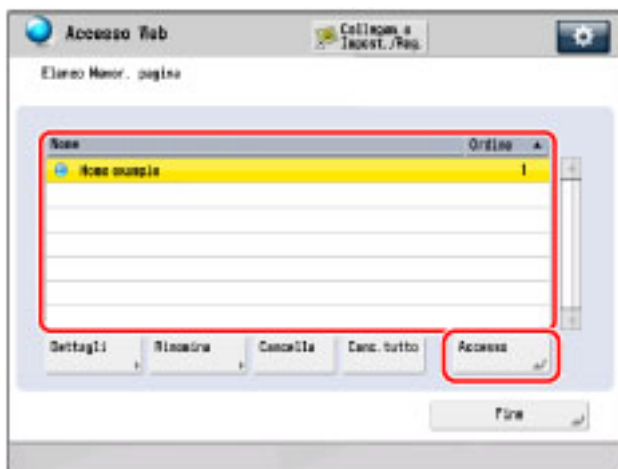 Accesso Web
Collegam. a
Impost./Reg.
Elenco Memor. pagina
Nome Ordine
Home example 1
Dettagli Rinomina Cancella Canc. tutto Accesso
Fine